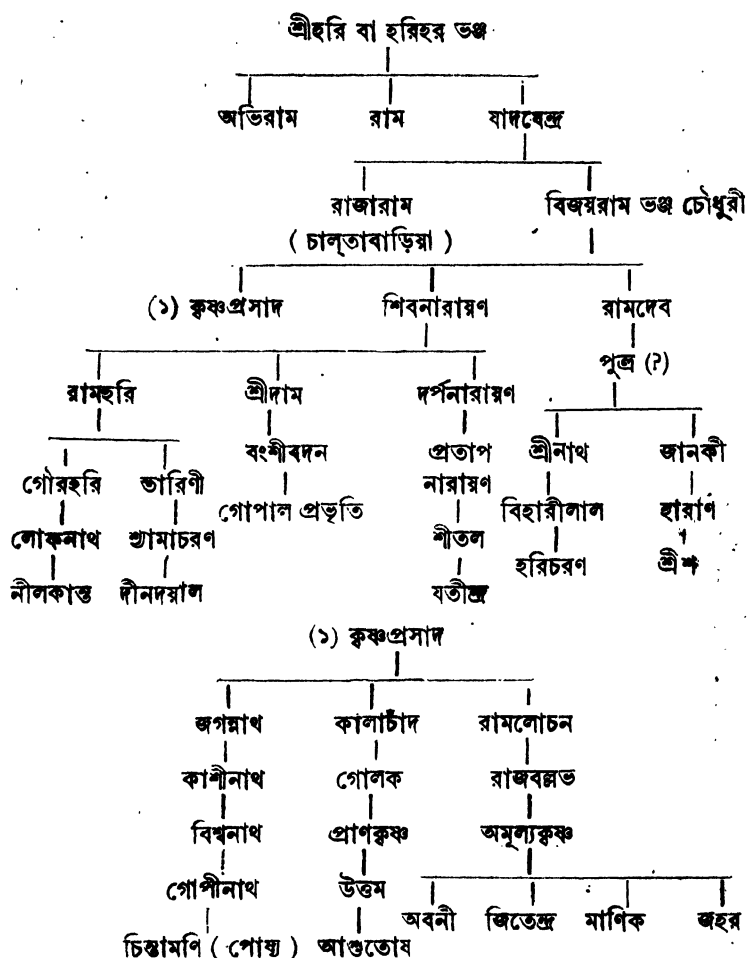 শ্রীহরি বা হরিহর ভঞ্জ
অভিরাম রাম যাদবেন্দ্র
রাজারাম বিজয়রাম ভঞ্জ চৌধুরী
( চাল্‌তাবাড়িয়া )
(১) কৃষ্ণপ্রসাদ শিবনারায়ণ রামদেব
পুত্র (?)
রামহরি শ্রীদাম দর্পনারায়ণ
বংশীবদন প্রতাপ শ্রীনাথ জানকী
গৌরহরি তারিণী নারায়ণ
গোপাল প্রভৃতি বিহারীলাল হারাণ
লোকনাথ শ্যামাচরণ শীতল
হরিচরণ শ্রীশ
নীলকান্ত দীনদয়াল যতীন্দ্র
(১) কৃষ্ণপ্রসাদ
জগন্নাথ কালাচাঁদ রামলোচন
কাশীনাথ গোলক রাজবল্লভ
বিশ্বনাথ প্রাণকৃষ্ণ অমূল্যকৃষ্ণ
গোপীনাথ উত্তম
অবনী জিতেন্দ্র মাণিক জহর
চিন্তামণি ( পোষ্য ) আশুতোষ